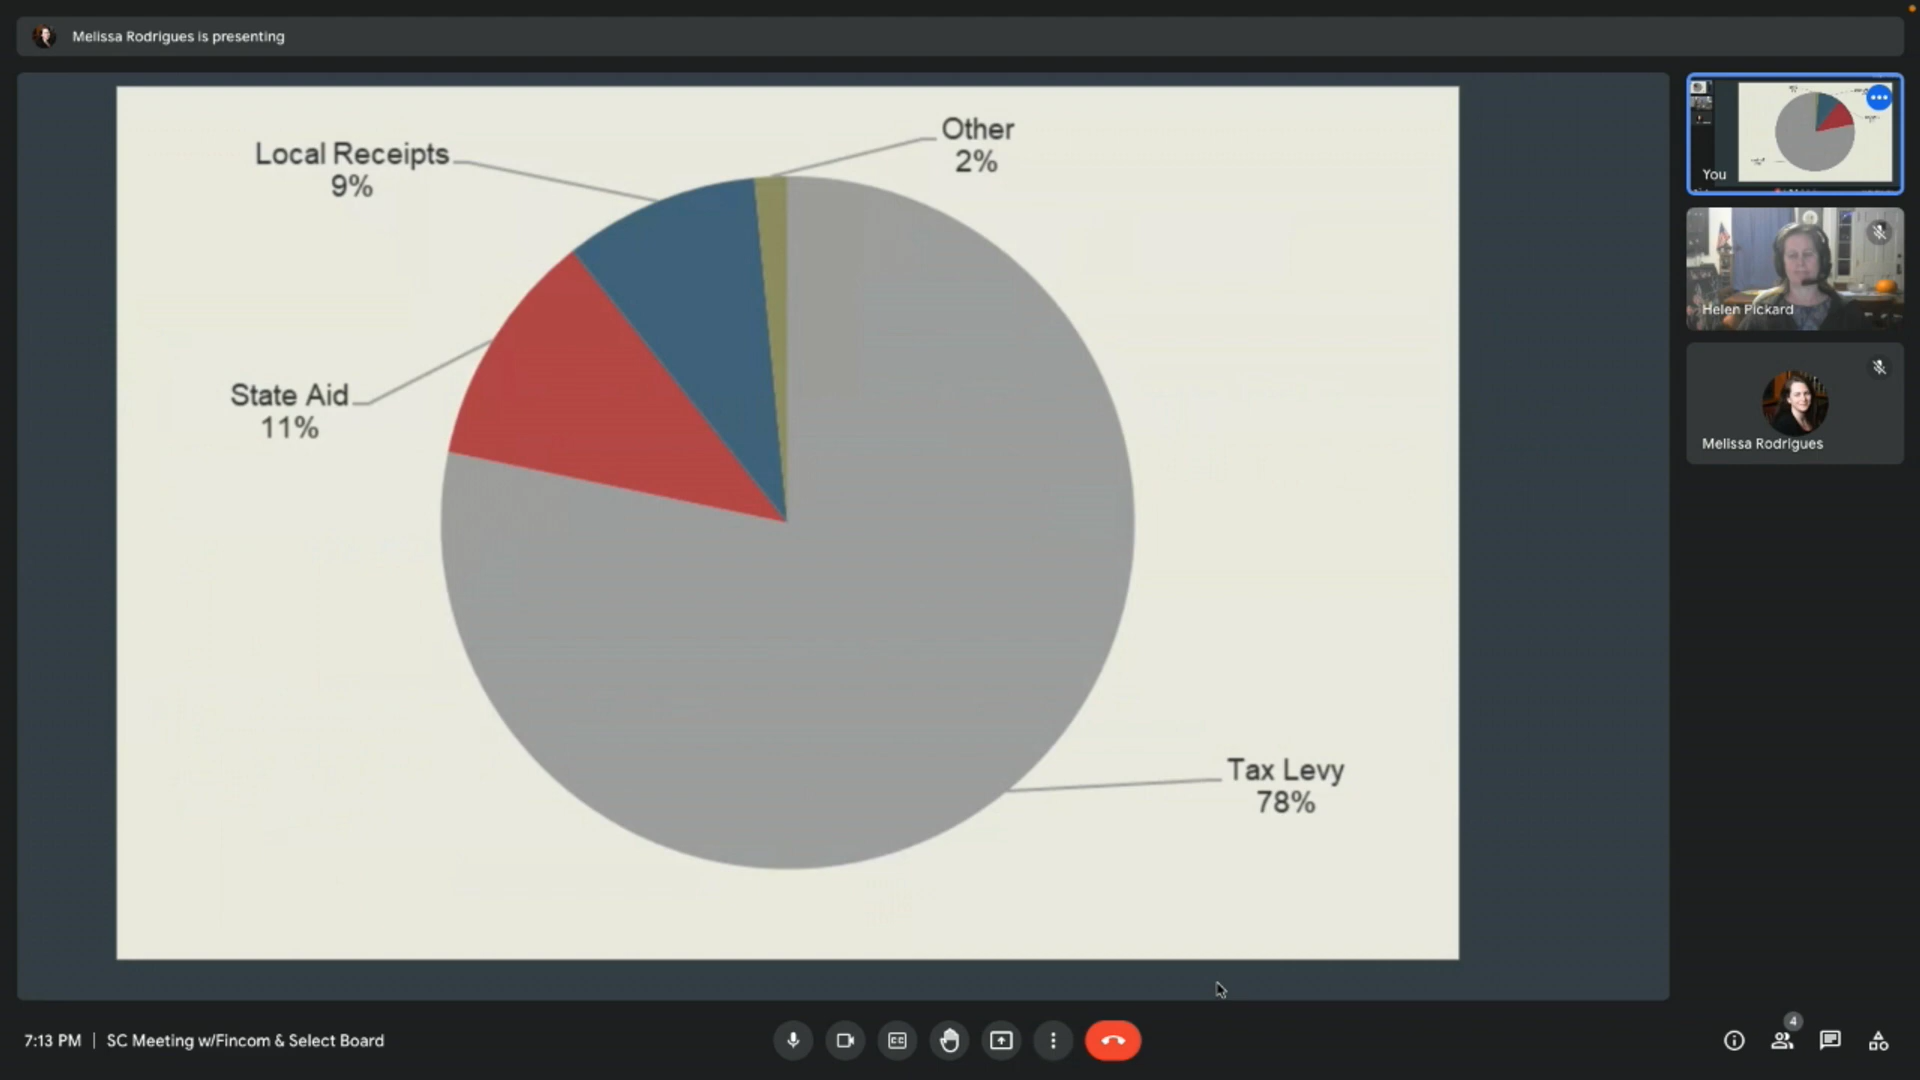 Melissa Rodrigues is presenting
Local Receipts
9%
Other
2%
State Aid
11%
Tax Levy
78%
You
Helen Pickard
Melissa Rodrigues
7:13 PM | SC Meeting w/Fincom & Select Board
CC
4